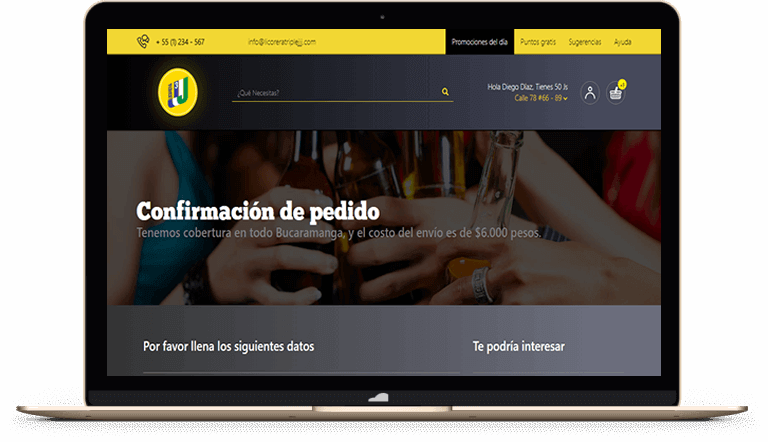 + 55 (1) 234 - 567
info@licoreratriplejj.com
Promociones del día
Puntos gratis
Sugerencias
Ayuda
¿Qué Necesitas?
Hola Diego Díaz, Tienes 50 Js
Calle 78 #66 - 89
Confirmación de pedido
Tenemos cobertura en todo Bucaramanga, y el costo del envío es de $6.000 pesos.
Por favor llena los siguientes datos
Te podría interesar